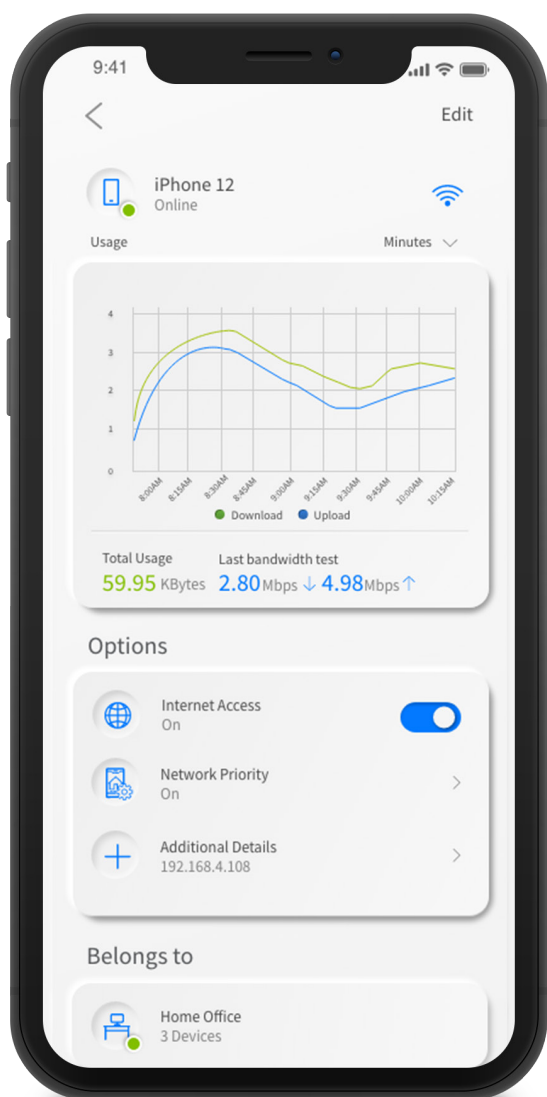 9:41
Edit
iPhone 12
Online
Usage
Minutes
4
3
2
1
0
8:00AM
8:15AM
8:30AM
8:45AM
9:00AM
9:15AM
9:30AM
9:45AM
10:00AM
10:15AM
Download Upload
Total Usage Last bandwidth test
59.95 KBytes 2.80 Mbps ↓ 4.98 Mbps ↑
Options
Internet Access
On
Network Priority
On
Additional Details
192.168.4.108
Belongs to
Home Office
3 Devices